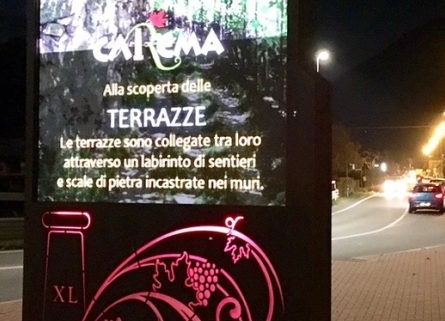 CAREMA
Alla scoperta delle
TERRAZZE
Le terrazze sono collegate tra loro
attraverso un labirinto di sentieri
e scale di pietra incastrate nei muri.
XL